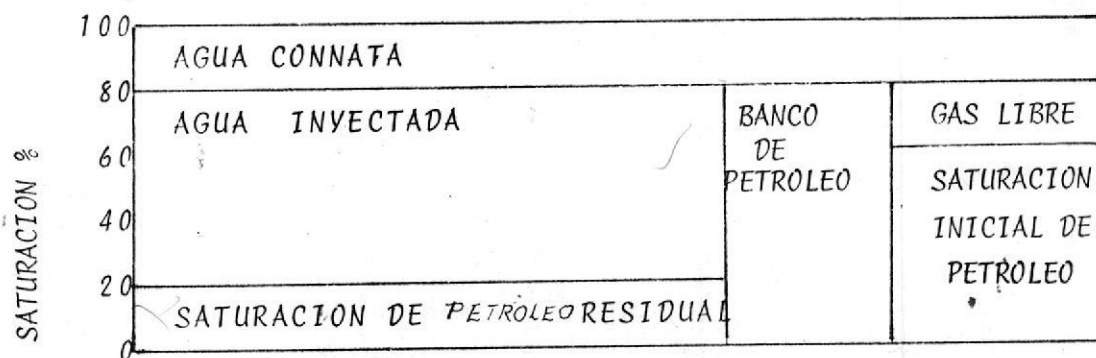 100
AGUA CONNATA
80
AGUA INYECTADA
BANCO
DE
PETROLEO
GAS LIBRE
60
SATURACION
INICIAL DE
PETROLEO
40
20
SATURACION DE PETROLEO RESIDUAL
0
SATURACION %